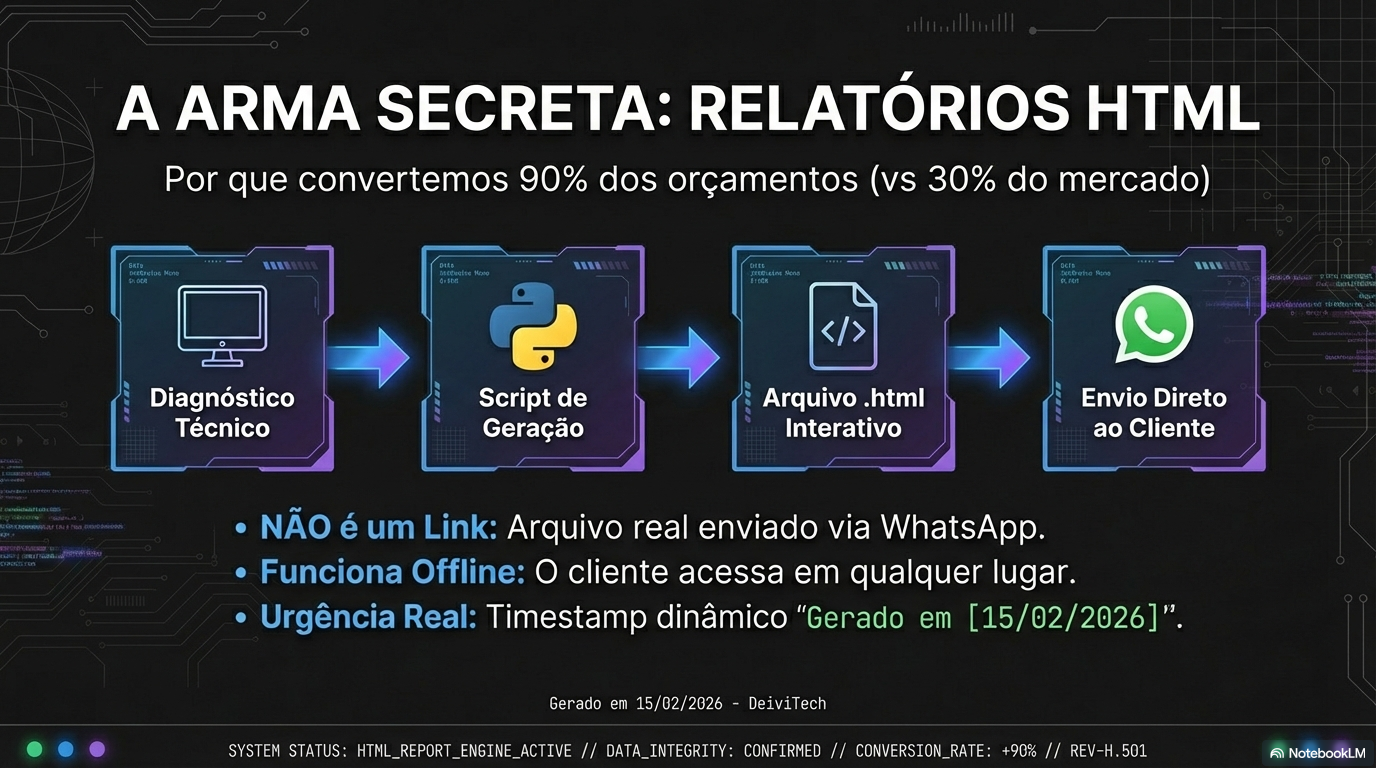 A ARMA SECRETA: RELATÓRIOS HTML
Por que convertemos 90% dos orçamentos (vs 30% do mercado)
Diagnóstico
Técnico
Script de
Geração
Arquivo .html
Interativo
Envio Direto
ao Cliente
• NÃO é um Link: Arquivo real enviado via WhatsApp.
• Funciona Offline: O cliente acessa em qualquer lugar.
• Urgência Real: Timestamp dinâmico “Gerado em [15/02/2026]”.
Gerado em 15/02/2026 - DeiviTech
SYSTEM STATUS: HTML_REPORT_ENGINE_ACTIVE // DATA_INTEGRITY: CONFIRMED // CONVERSION_RATE: +90% // REV-H.501
NotebookLM